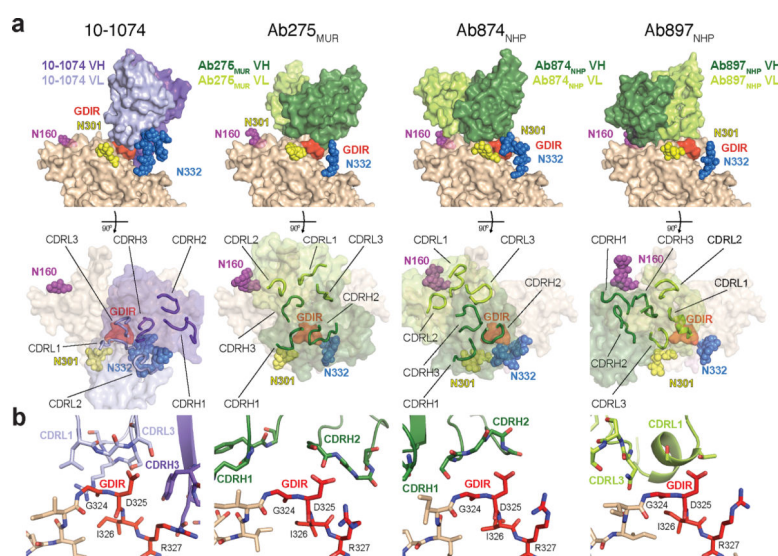 a
10-1074
Ab275MUR
Ab874NHP
Ab897NHP
10-1074 VH
10-1074 VL
GDIR
N160
N301
N332
Ab275MUR VH
Ab275MUR VL
N160
N301
GDIR
N332
Ab874NHP VH
Ab874NHP VL
N160
N301
GDIR
N332
Ab897NHP VH
Ab897NHP VL
N160
N301
GDIR
N332
90°
90°
90°
90°
CDRL3
CDRH3
CDRH2
N160
GDIR
CDRL1
N301
N332
CDRL2
CDRH1
CDRL2
CDRL1
CDRL3
N160
CDRH2
GDIR
CDRH3
N301
N332
CDRH1
CDRL1
CDRL3
N160
GDIR
CDRH2
CDRL2
CDRH3
N301
N332
CDRH1
CDRH1
CDRH3
CDRL2
N160
CDRL1
GDIR
CDRH2
N301
N332
CDRL3
b
CDRL1
CDRL3
CDRH3
GDIR
G324
D325
I326
R327
CDRH2
CDRH1
GDIR
G324
D325
I326
R327
CDRH2
CDRH1
GDIR
G324
D325
I326
R327
CDRL1
CDRL3
GDIR
G324
D325
I326
R327